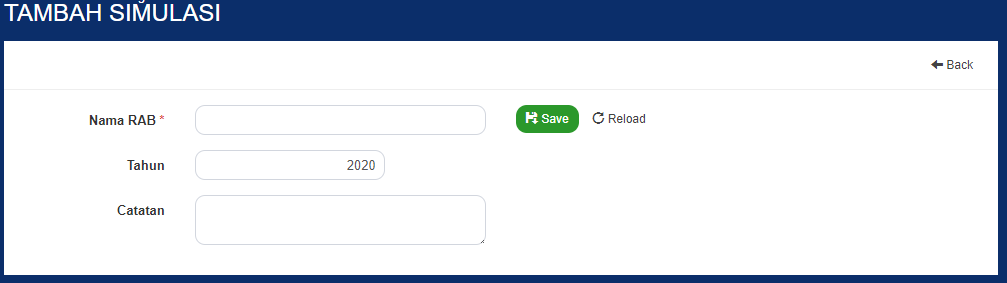 TAMBAH SIMULASI
Back
Nama RAB * Save Reload
Tahun 2020
Catatan